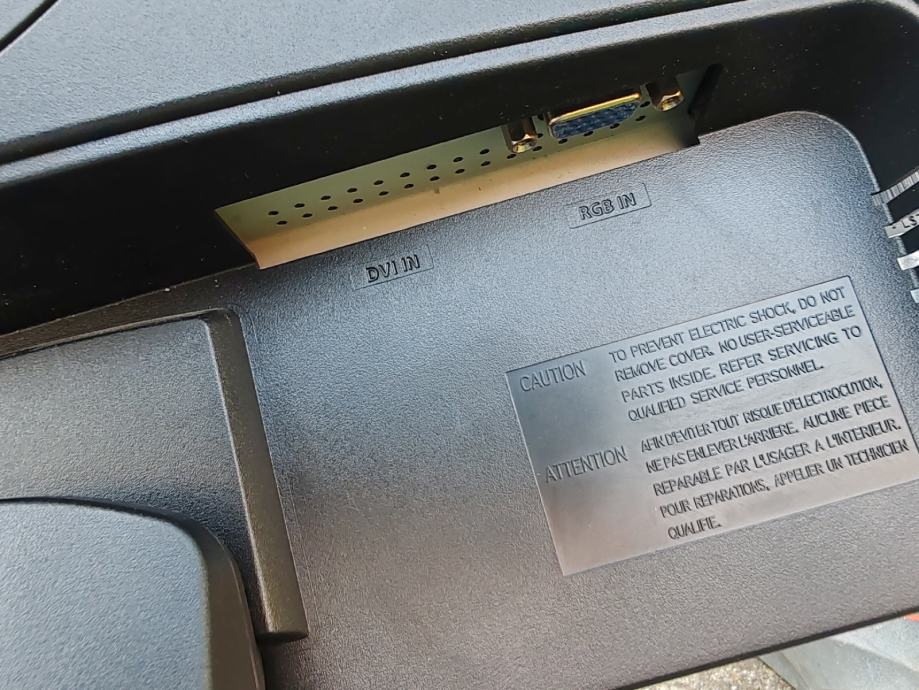 RGB IN
DVI IN
LS
CAUTION
TO PREVENT ELECTRIC SHOCK, DO NOT
REMOVE COVER. NO USER-SERVICEABLE
PARTS INSIDE. REFER SERVICING TO
QUALIFIED SERVICE PERSONNEL.
ATTENTION
AFIN D'EVITER TOUT RISQUE D'ELECTROCUTION,
NE PAS ENLEVER L'ARRIERE. AUCUNE PIECE
REPARABLE PAR L'USAGER A L'INTERIEUR.
POUR REPARATIONS, APPELIER UN TECHNICIEN
QUALIFIE.